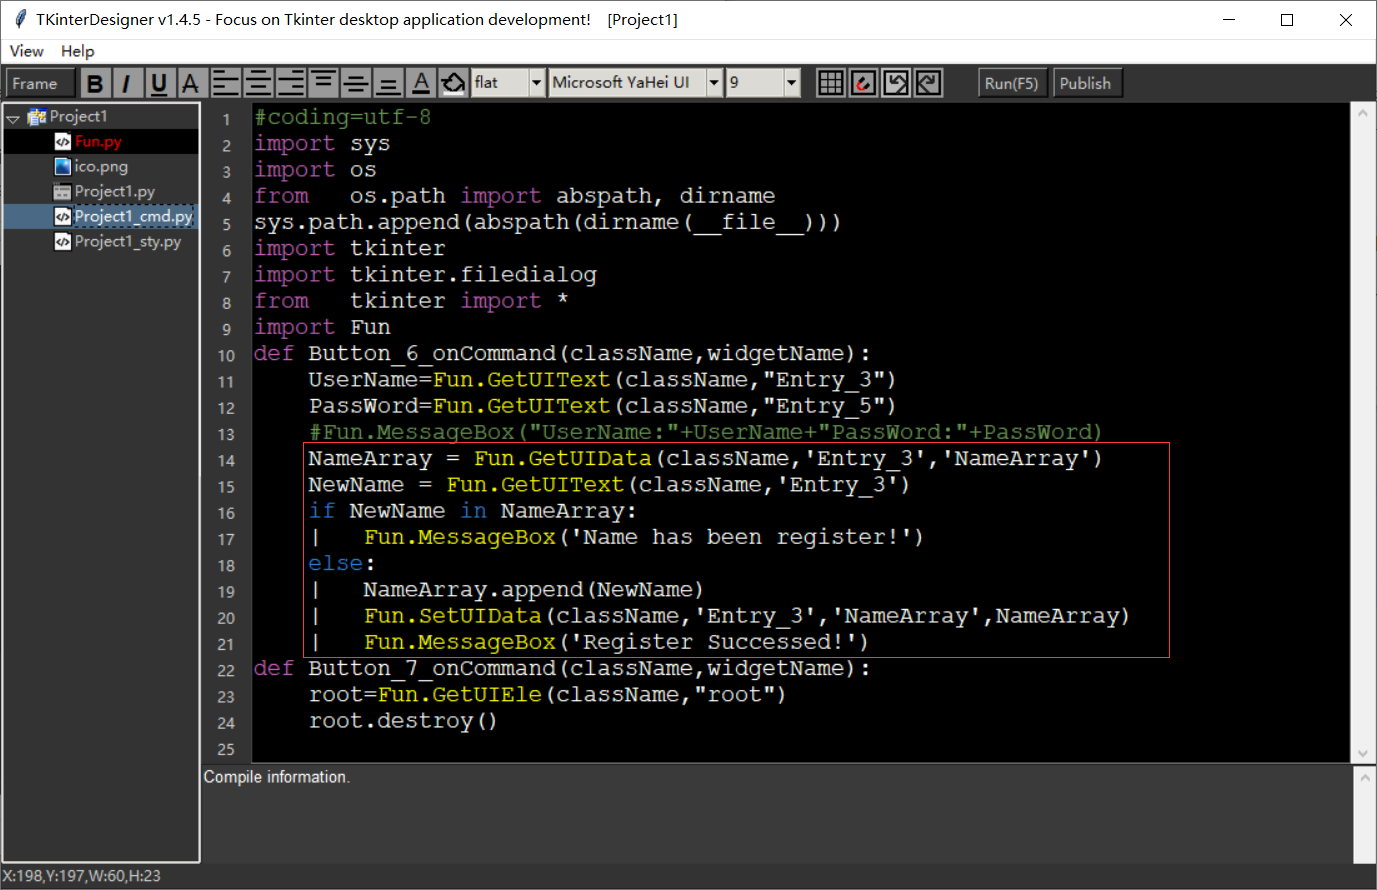 TKinterDesigner v1.4.5 - Focus on Tkinter desktop application development!   [Project1]
View Help
Frame B I U A A flat Microsoft YaHei UI 9 Run(F5) Publish
Project1
Fun.py
ico.png
Project1.py
Project1_cmd.py
Project1_sty.py
1 #coding=utf-8
2 import sys
3 import os
4 from   os.path import abspath, dirname
5 sys.path.append(abspath(dirname(__file__)))
6 import tkinter
7 import tkinter.filedialog
8 from   tkinter import *
9 import Fun
10 def Button_6_onCommand(className,widgetName):
11     UserName=Fun.GetUIText(className,"Entry_3")
12     PassWord=Fun.GetUIText(className,"Entry_5")
13     #Fun.MessageBox("UserName:"+UserName+"PassWord:"+PassWord)
14     NameArray = Fun.GetUIData(className,'Entry_3','NameArray')
15     NewName = Fun.GetUIText(className,'Entry_3')
16     if NewName in NameArray:
17     |   Fun.MessageBox('Name has been register!')
18     else:
19     |   NameArray.append(NewName)
20     |   Fun.SetUIData(className,'Entry_3','NameArray',NameArray)
21     |   Fun.MessageBox('Register Successed!')
22 def Button_7_onCommand(className,widgetName):
23     root=Fun.GetUIEle(className,"root")
24     root.destroy()
25
Compile information.
X:198,Y:197,W:60,H:23